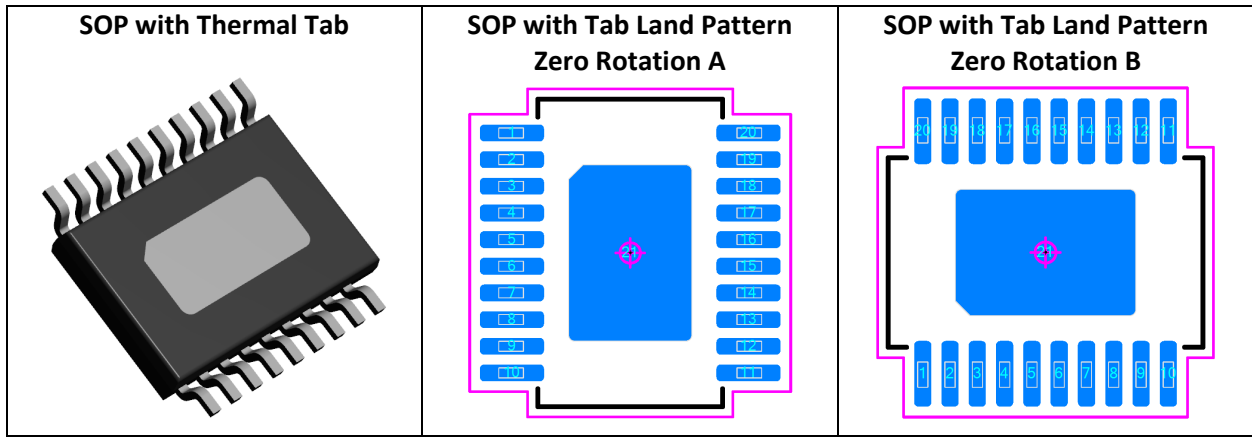 SOP with Thermal Tab
SOP with Tab Land Pattern
Zero Rotation A
SOP with Tab Land Pattern
Zero Rotation B
1 20
2 19
3 18
4 17
5 16
21
6 15
7 14
8 13
9 12
10 11
20 19 18 17 16 15 14 13 12 11
21
1 2 3 4 5 6 7 8 9 10